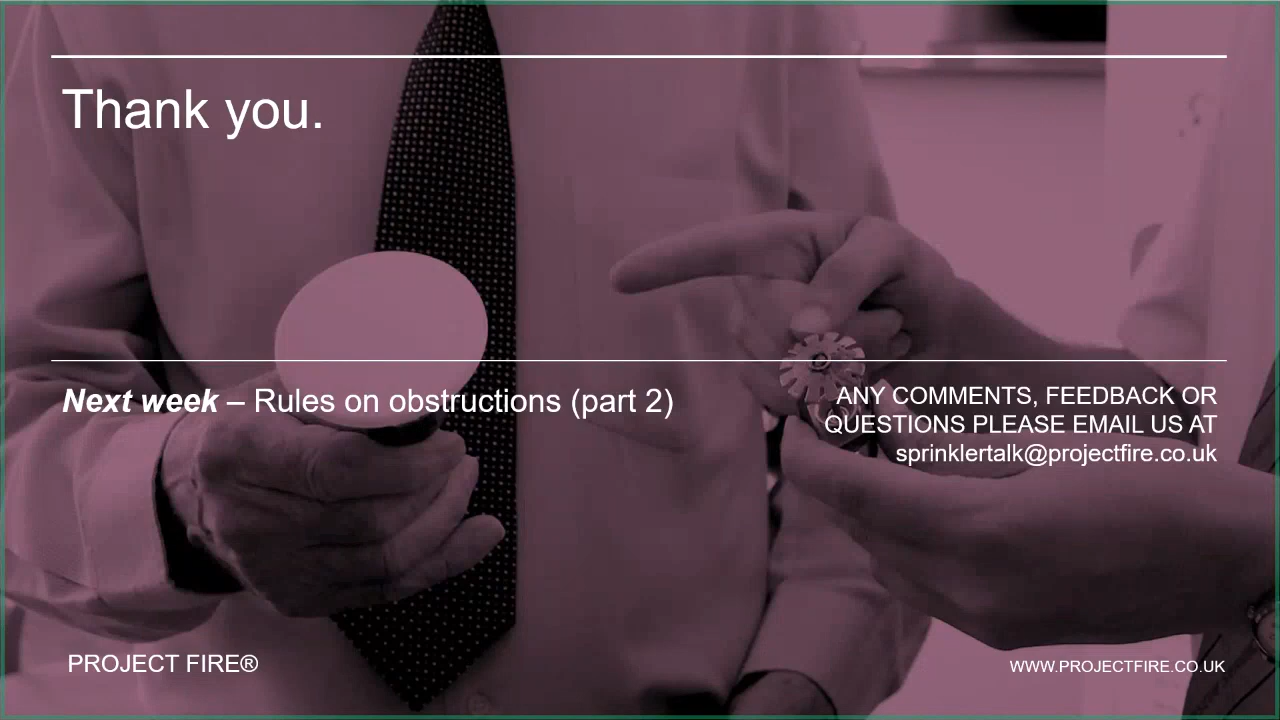 Thank you.
Next week – Rules on obstructions (part 2)
ANY COMMENTS, FEEDBACK OR
QUESTIONS PLEASE EMAIL US AT
sprinklertalk@projectfire.co.uk
PROJECT FIRE®
WWW.PROJECTFIRE.CO.UK